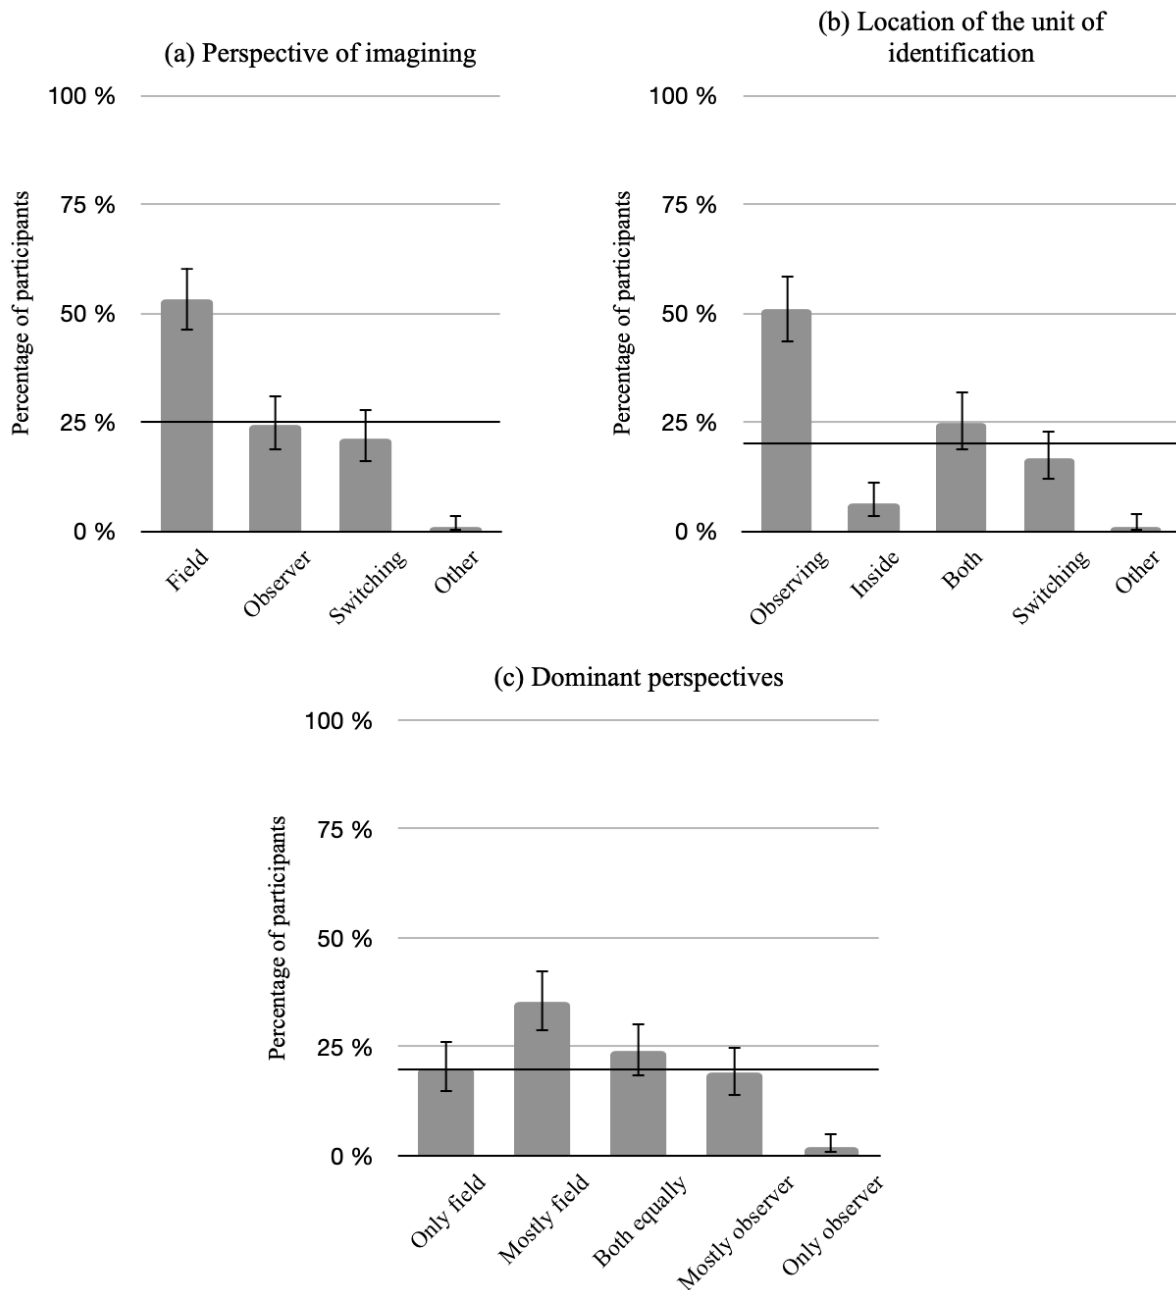 (a) Perspective of imagining
100 %
75 %
50 %
25 %
0 %
Percentage of participants
Field
Observer
Switching
Other
(b) Location of the unit of
identification
100 %
75 %
50 %
25 %
0 %
Percentage of participants
Observing
Inside
Both
Switching
Other
(c) Dominant perspectives
100 %
75 %
50 %
25 %
0 %
Percentage of participants
Only field
Mostly field
Both equally
Mostly observer
Only observer